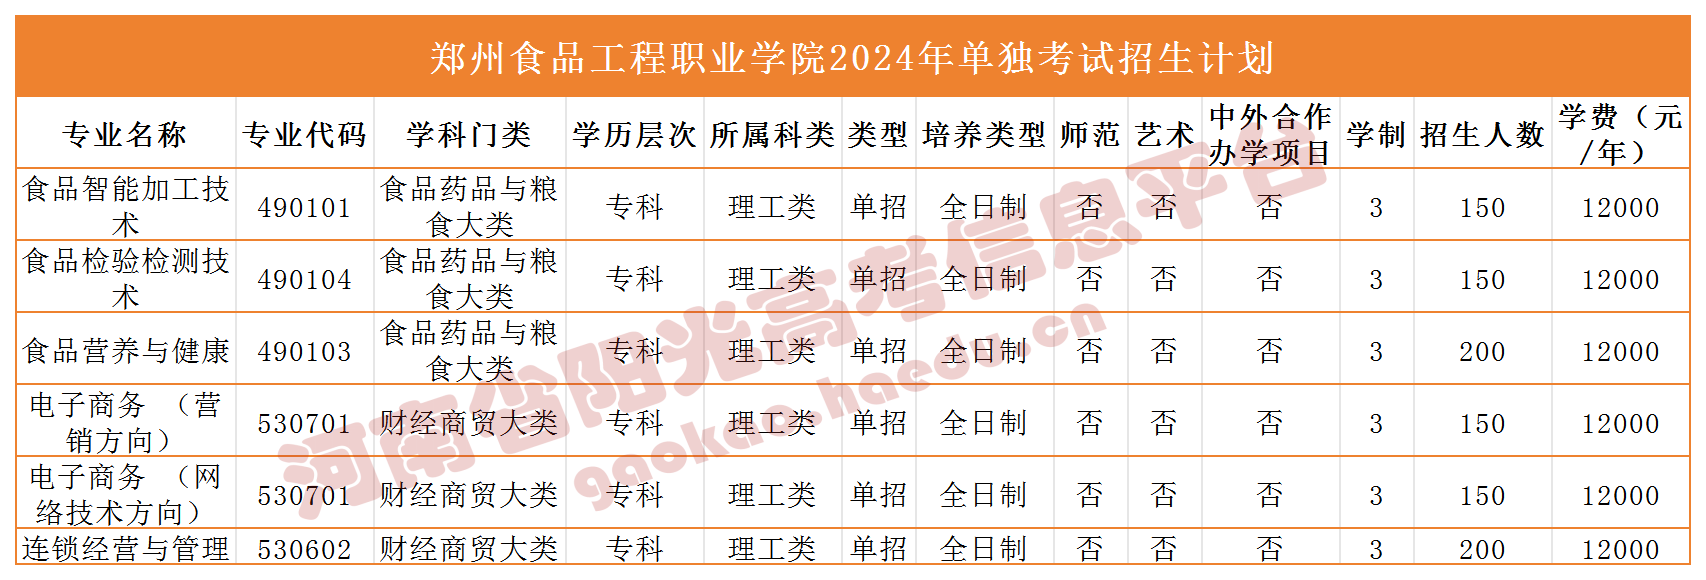 郑州食品工程职业学院2024年单独考试招生计划
专业名称 专业代码 学科门类 学历层次 所属科类 类型 培养类型 师范 艺术 中外合作办学项目 学制 招生人数 学费（元/年）
食品智能加工技术 490101 食品药品与粮食大类 专科 理工类 单招 全日制 否 否 否 3 150 12000
食品检验检测技术 490104 食品药品与粮食大类 专科 理工类 单招 全日制 否 否 否 3 150 12000
食品营养与健康 490103 食品药品与粮食大类 专科 理工类 单招 全日制 否 否 否 3 200 12000
电子商务 （营销方向） 530701 财经商贸大类 专科 理工类 单招 全日制 否 否 否 3 150 12000
电子商务 （网络技术方向） 530701 财经商贸大类 专科 理工类 单招 全日制 否 否 否 3 150 12000
连锁经营与管理 530602 财经商贸大类 专科 理工类 单招 全日制 否 否 否 3 200 12000
河南省阳光高考信息平台
gaokao.haedu.cn